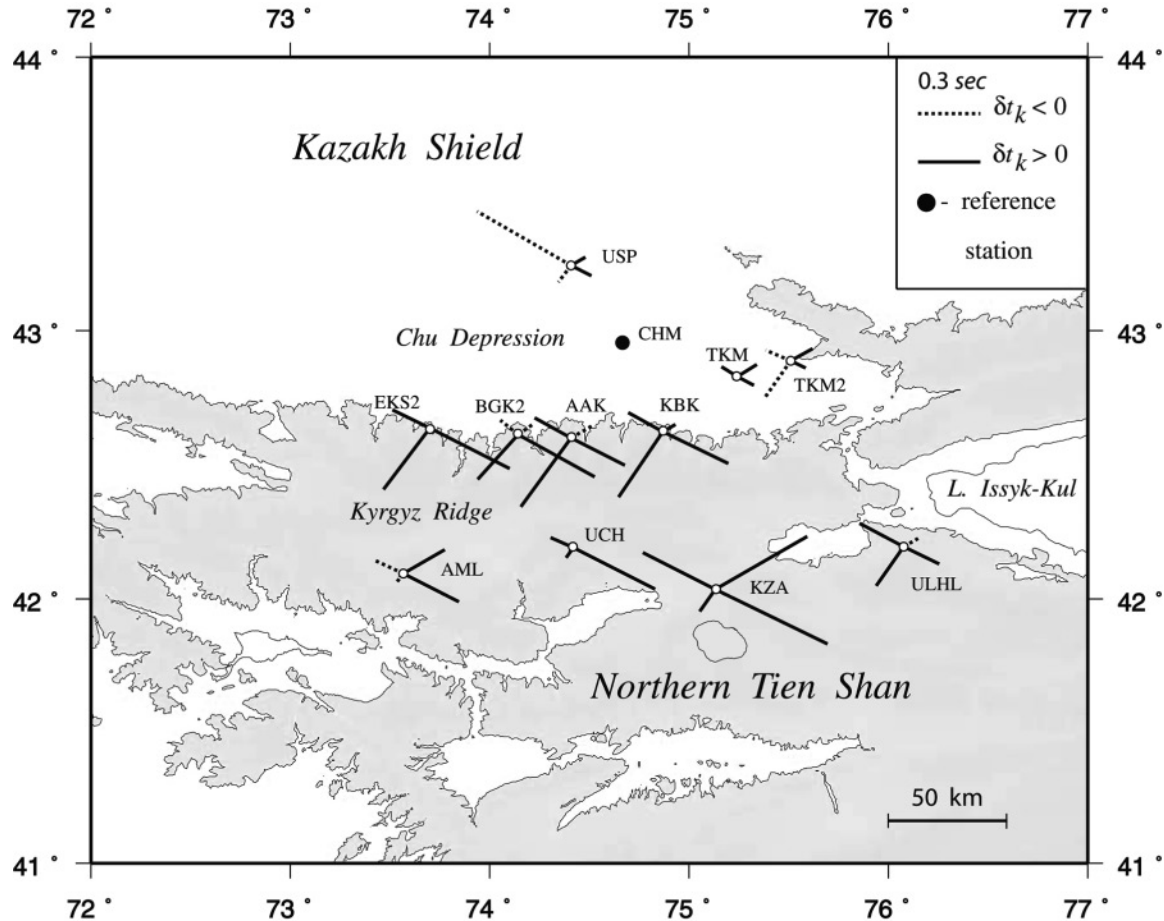 72 ° 73 ° 74 ° 75 ° 76 ° 77 °
44 ° 44 °
0.3 sec
δtk < 0
Kazakh Shield
δtk > 0
- reference
station
USP
43 ° 43 °
Chu Depression
CHM
TKM
TKM2
EKS2
BGK2
AAK
KBK
L. Issyk-Kul
Kyrgyz Ridge
UCH
AML
KZA
ULHL
42 ° 42 °
Northern Tien Shan
50 km
41 ° 41 °
72 ° 73 ° 74 ° 75 ° 76 ° 77 °